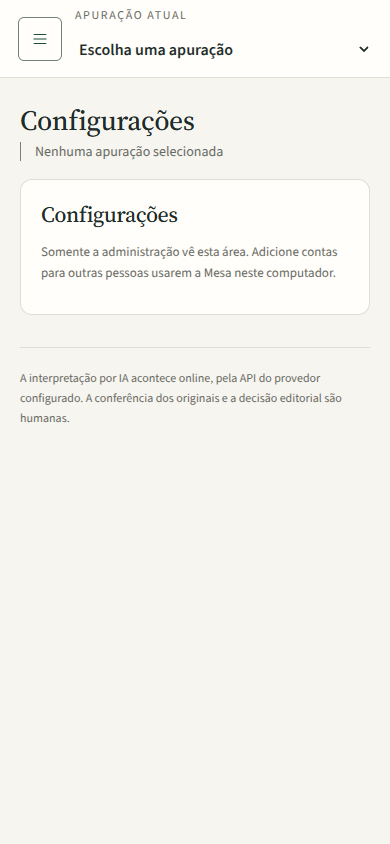 APURAÇÃO ATUAL
Escolha uma apuração
Configurações
Nenhuma apuração selecionada
Configurações
Somente a administração vê esta área. Adicione contas
para outras pessoas usarem a Mesa neste computador.
A interpretação por IA acontece online, pela API do provedor
configurado. A conferência dos originais e a decisão editorial são
humanas.